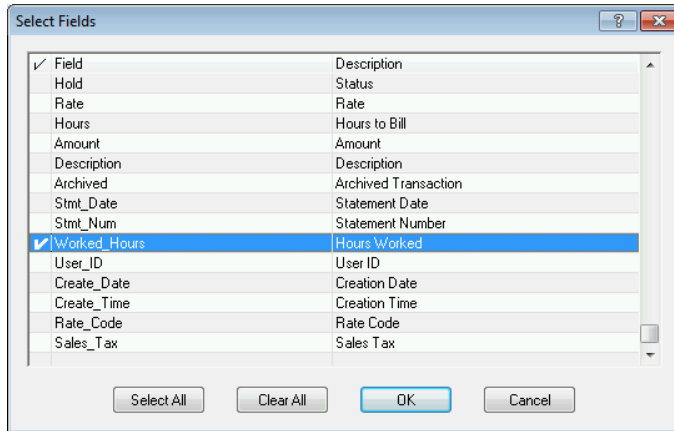 Select Fields
Field Description
Hold Status
Rate Rate
Hours Hours to Bill
Amount Amount
Description Description
Archived Archived Transaction
Stmt_Date Statement Date
Stmt_Num Statement Number
Worked_Hours Hours Worked
User_ID User ID
Create_Date Creation Date
Create_Time Creation Time
Rate_Code Rate Code
Sales_Tax Sales Tax
Select All Clear All OK Cancel